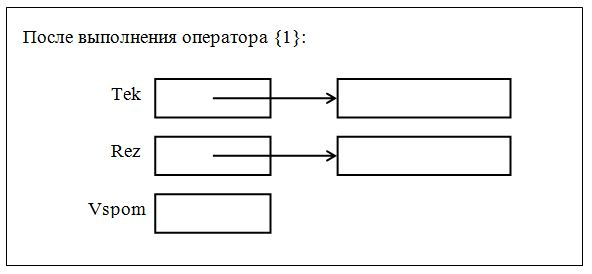 После выполнения оператора {1}:
Tek
Rez
Vspom